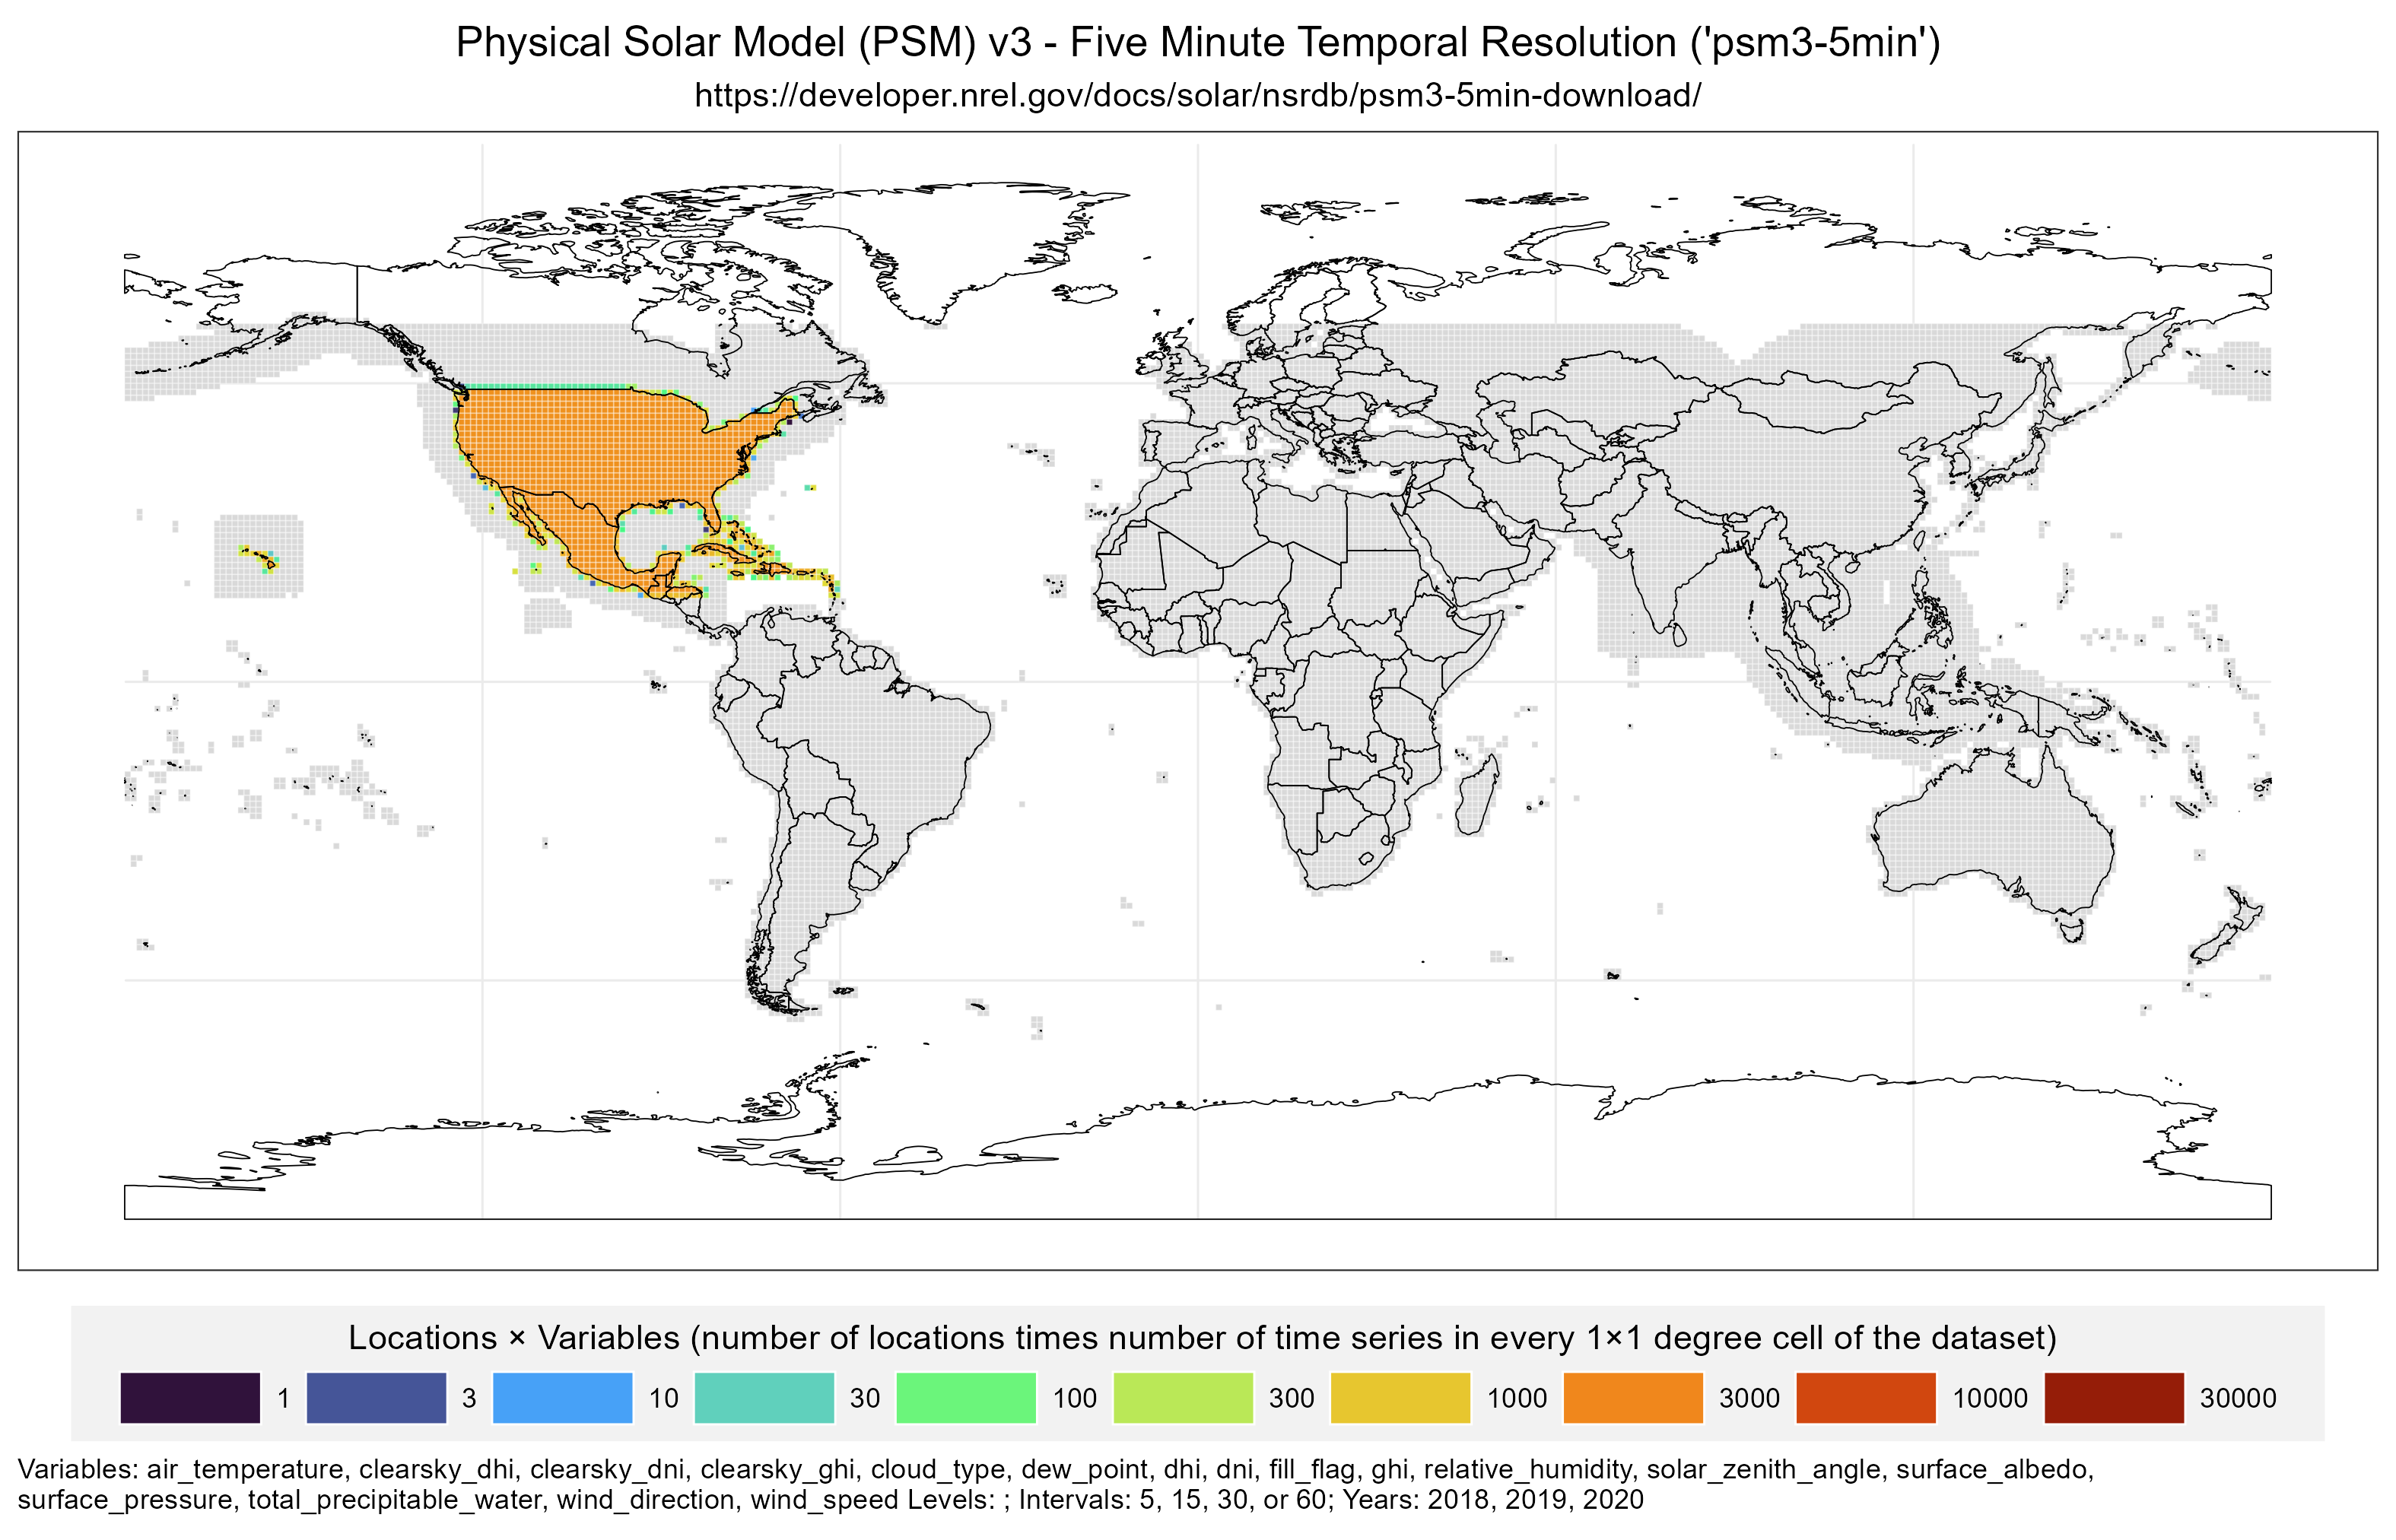 Physical Solar Model (PSM) v3 - Five Minute Temporal Resolution ('psm3-5min')
https://developer.nrel.gov/docs/solar/nsrdb/psm3-5min-download/
Locations × Variables (number of locations times number of time series in every 1×1 degree cell of the dataset)
1 3 10 30 100 300 1000 3000 10000 30000
Variables: air_temperature, clearsky_dhi, clearsky_dni, clearsky_ghi, cloud_type, dew_point, dhi, dni, fill_flag, ghi, relative_humidity, solar_zenith_angle, surface_albedo,
surface_pressure, total_precipitable_water, wind_direction, wind_speed Levels: ; Intervals: 5, 15, 30, or 60; Years: 2018, 2019, 2020